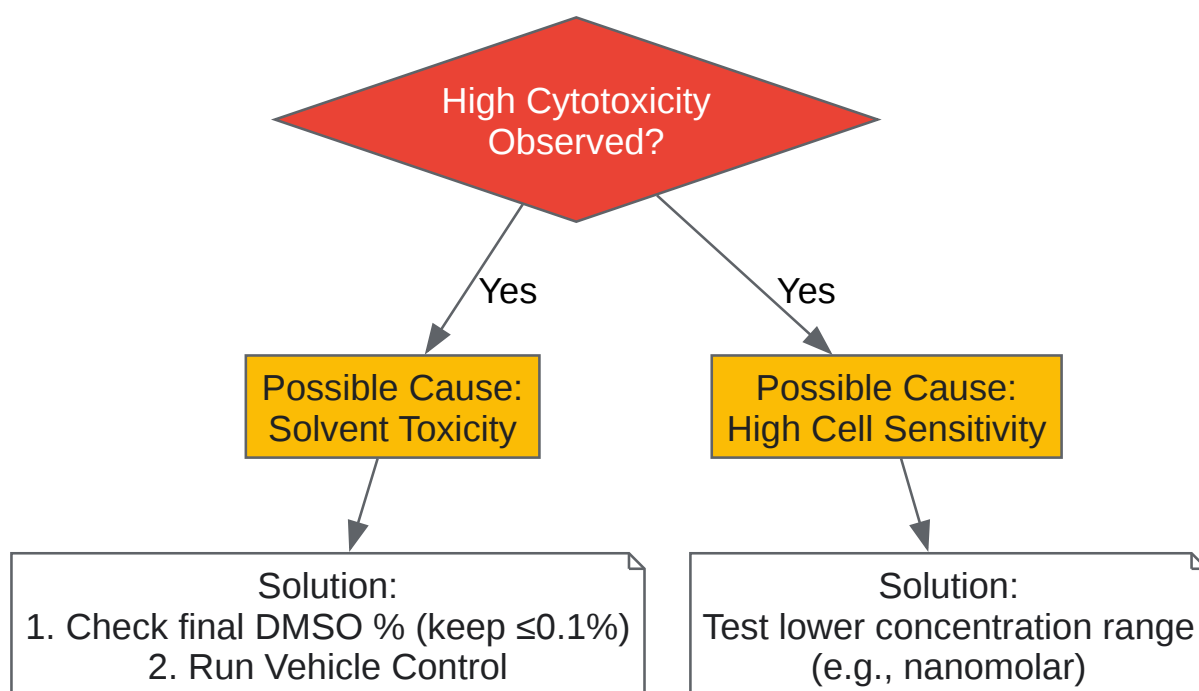 High Cytotoxicity
Observed?
Yes
Yes
Possible Cause:
Solvent Toxicity
Possible Cause:
High Cell Sensitivity
Solution:
1. Check final DMSO % (keep ≤0.1%)
2. Run Vehicle Control
Solution:
Test lower concentration range
(e.g., nanomolar)